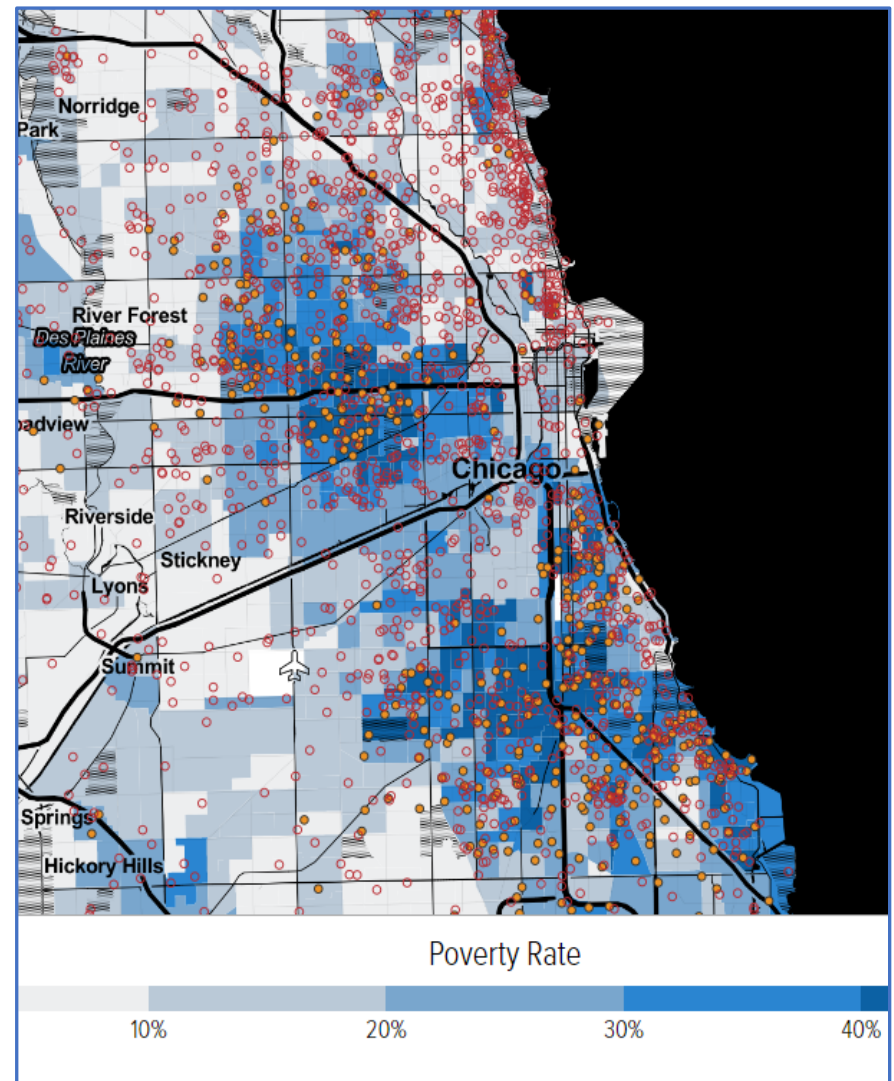 Norridge
Park
River Forest
Des Plaines
River
oadview
Chicago
Riverside
Stickney
Lyons
Summit
Springs
Hickory Hills
Poverty Rate
10% 20% 30% 40%